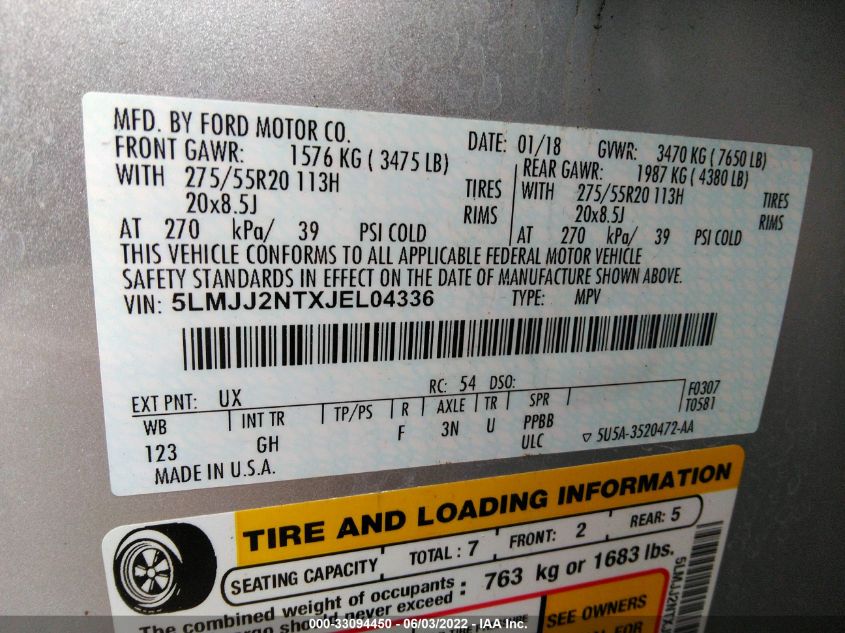 MFD. BY FORD MOTOR CO.
DATE: 01/18 GVWR: 3470 KG ( 7650 LB)
FRONT GAWR: 1576 KG ( 3475 LB)
WITH 275/55R20 113H TIRES
20x8.5J RIMS
AT 270 kPa/ 39 PSI COLD
REAR GAWR: 1987 KG ( 4380 LB)
WITH 275/55R20 113H TIRES
20x8.5J RIMS
AT 270 kPa/ 39 PSI COLD
THIS VEHICLE CONFORMS TO ALL APPLICABLE FEDERAL MOTOR VEHICLE
SAFETY STANDARDS IN EFFECT ON THE DATE OF MANUFACTURE SHOWN ABOVE.
VIN: 5LMJJ2NTXJEL04336 TYPE: MPV
EXT PNT: UX RC: 54 DSO: F0307
WB INT TR TP/PS R AXLE TR SPR T0581
123 GH F 3N U PPBB
ULC 5U5A-3520472-AA
MADE IN U.S.A.
TIRE AND LOADING INFORMATION
SEATING CAPACITY TOTAL : 7 FRONT: 2 REAR: 5
The combined weight of occupants : 763 kg or 1683 lbs.
should never exceed
SEE OWNERS
FOR
000-33094450 - 06/03/2022 - IAA Inc.